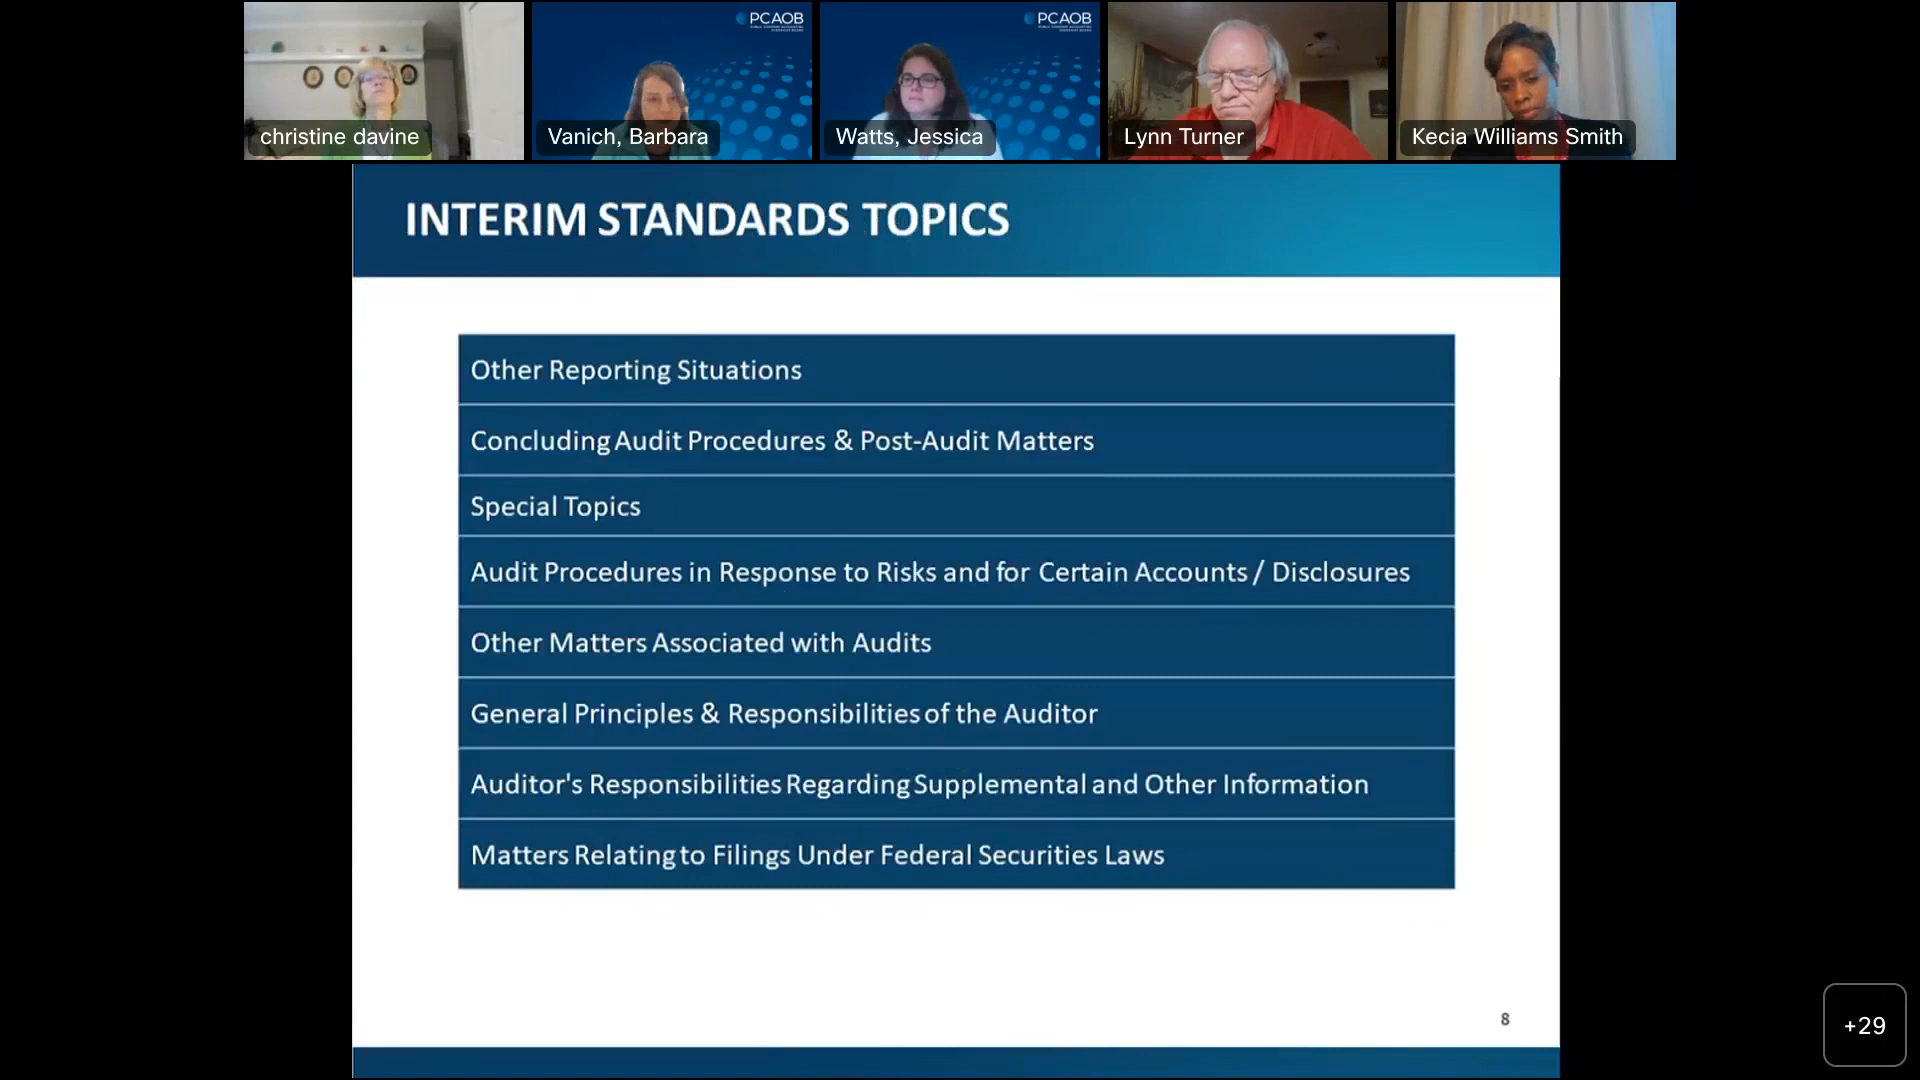 PCAOB
PCAOB
christine davine
Vanich, Barbara
Watts, Jessica
Lynn Turner
Kecia Williams Smith
INTERIM STANDARDS TOPICS
Other Reporting Situations
Concluding Audit Procedures & Post-Audit Matters
Special Topics
Audit Procedures in Response to Risks and for Certain Accounts / Disclosures
Other Matters Associated with Audits
General Principles & Responsibilities of the Auditor
Auditor's Responsibilities Regarding Supplemental and Other Information
Matters Relating to Filings Under Federal Securities Laws
8
+29